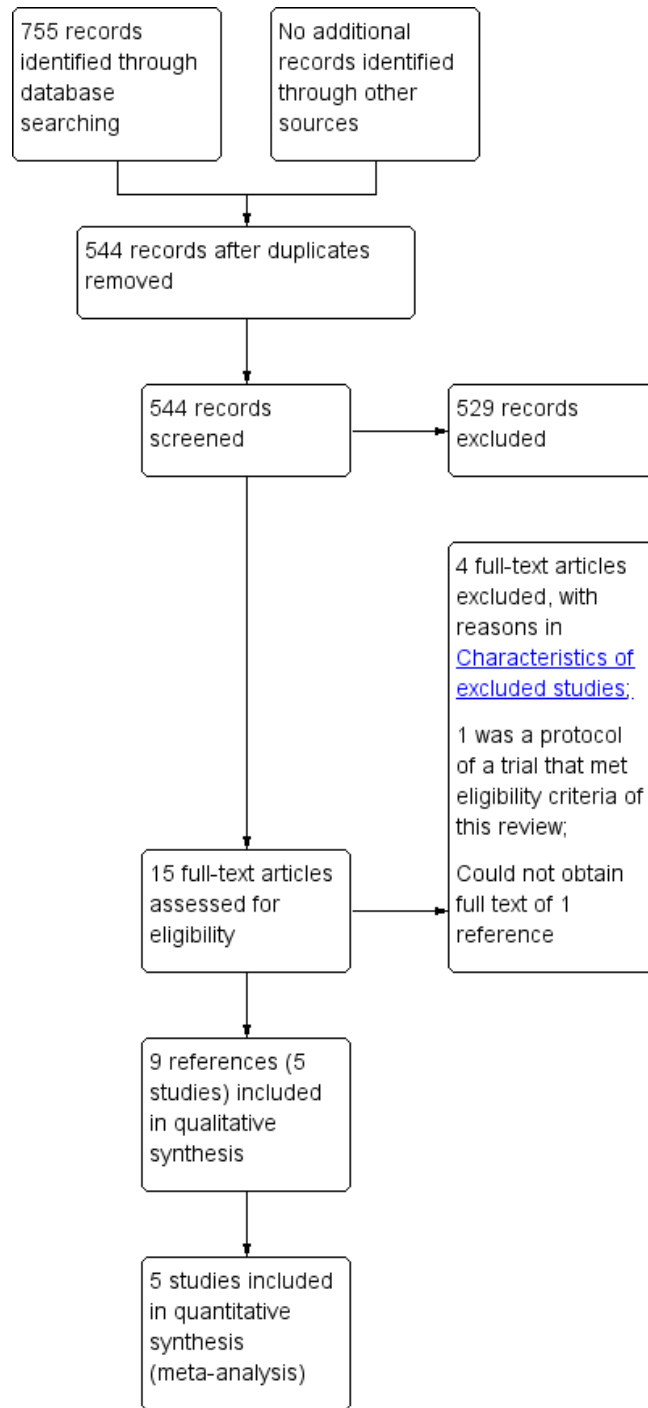 755 records
identified through
database
searching
No additional
records identified
through other
sources
544 records after duplicates
removed
544 records
screened
529 records
excluded
4 full-text articles
excluded, with
reasons in
Characteristics of
excluded studies;
1 was a protocol
of a trial that met
eligibility criteria of
this review;
Could not obtain
full text of 1
reference
15 full-text articles
assessed for
eligibility
9 references (5
studies) included
in qualitative
synthesis
5 studies included
in quantitative
synthesis
(meta-analysis)